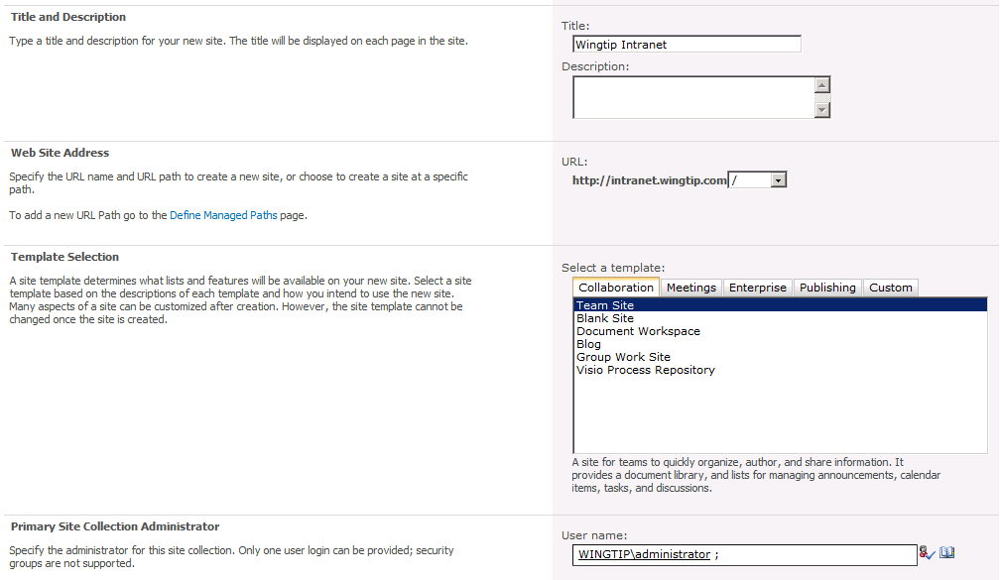 Title and Description
Type a title and description for your new site. The title will be displayed on each page in the site.
Title:
Wingtip Intranet
Description:
Web Site Address
Specify the URL name and URL path to create a new site, or choose to create a site at a specific
path.
To add a new URL Path go to the Define Managed Paths page.
URL:
http://intranet.wingtip.com /
Template Selection
A site template determines what lists and features will be available on your new site. Select a site
template based on the descriptions of each template and how you intend to use the new site.
Many aspects of a site can be customized after creation. However, the site template cannot be
changed once the site is created.
Select a template:
Collaboration Meetings Enterprise Publishing Custom
Team Site
Blank Site
Document Workspace
Blog
Group Work Site
Visio Process Repository
A site for teams to quickly organize, author, and share information. It
provides a document library, and lists for managing announcements, calendar
items, tasks, and discussions.
Primary Site Collection Administrator
Specify the administrator for this site collection. Only one user login can be provided; security
groups are not supported.
User name:
WINGTIP\administrator ;